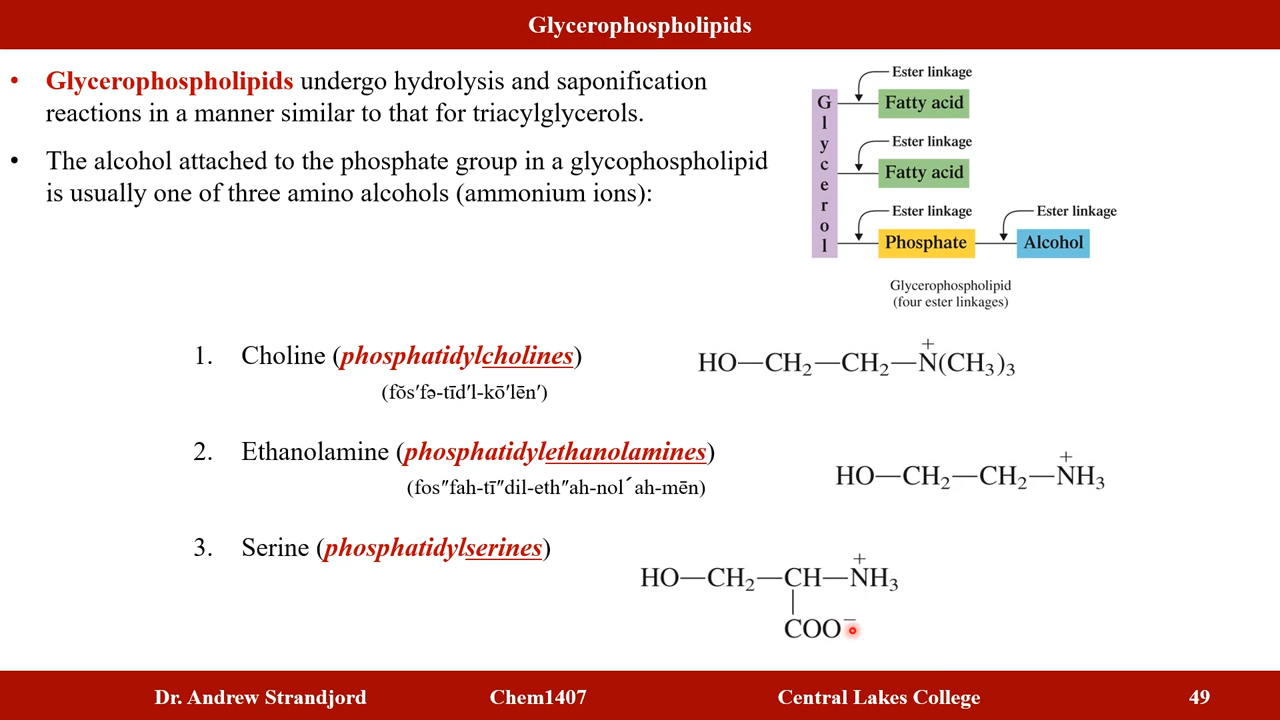 Glycerophospholipids
• Glycerophospholipids undergo hydrolysis and saponification
reactions in a manner similar to that for triacylglycerols.
• The alcohol attached to the phosphate group in a glycophospholipid
is usually one of three amino alcohols (ammonium ions):
Ester linkage
Glycerol
Fatty acid
Ester linkage
Fatty acid
Ester linkage
Ester linkage
Phosphate
Alcohol
Glycerophospholipid
(four ester linkages)
1. Choline (phosphatidylcholines)
(fŏs′fə-tīd′l-kō′lēn′)
HO—CH₂—CH₂—N⁺(CH₃)₃
2. Ethanolamine (phosphatidylethanolamines)
(fos″fah-tī″dil-eth″ah-nol´ah-mēn)
HO—CH₂—CH₂—N⁺H₃
3. Serine (phosphatidylserines)
HO—CH₂—CH—N⁺H₃
COO⁻
Dr. Andrew Strandjord Chem1407 Central Lakes College 49